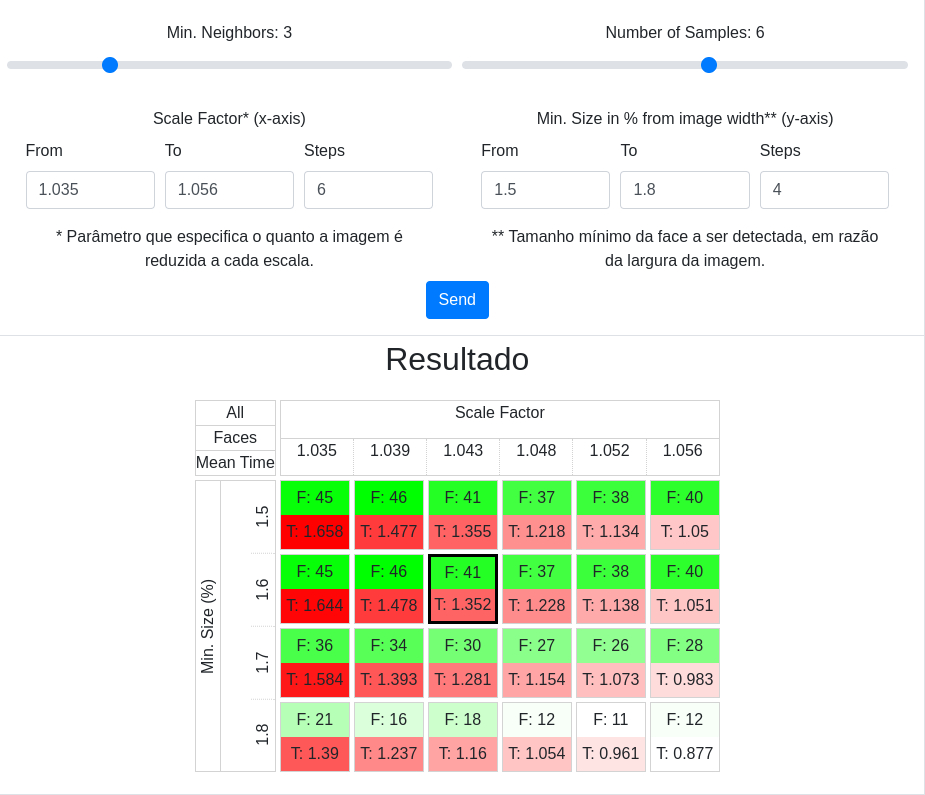 Min. Neighbors: 3
Number of Samples: 6
Scale Factor* (x-axis)
From To Steps
1.035 1.056 6
* Parâmetro que especifica o quanto a imagem é
reduzida a cada escala.
Min. Size in % from image width** (y-axis)
From To Steps
1.5 1.8 4
** Tamanho mínimo da face a ser detectada, em razão
da largura da imagem.
Send
Resultado
All
Faces
Mean Time
Scale Factor
1.035 1.039 1.043 1.048 1.052 1.056
Min. Size (%)
1.5
F: 45 F: 46 F: 41 F: 37 F: 38 F: 40
T: 1.658 T: 1.477 T: 1.355 T: 1.218 T: 1.134 T: 1.05
1.6
F: 45 F: 46 F: 41 F: 37 F: 38 F: 40
T: 1.644 T: 1.478 T: 1.352 T: 1.228 T: 1.138 T: 1.051
1.7
F: 36 F: 34 F: 30 F: 27 F: 26 F: 28
T: 1.584 T: 1.393 T: 1.281 T: 1.154 T: 1.073 T: 0.983
1.8
F: 21 F: 16 F: 18 F: 12 F: 11 F: 12
T: 1.39 T: 1.237 T: 1.16 T: 1.054 T: 0.961 T: 0.877